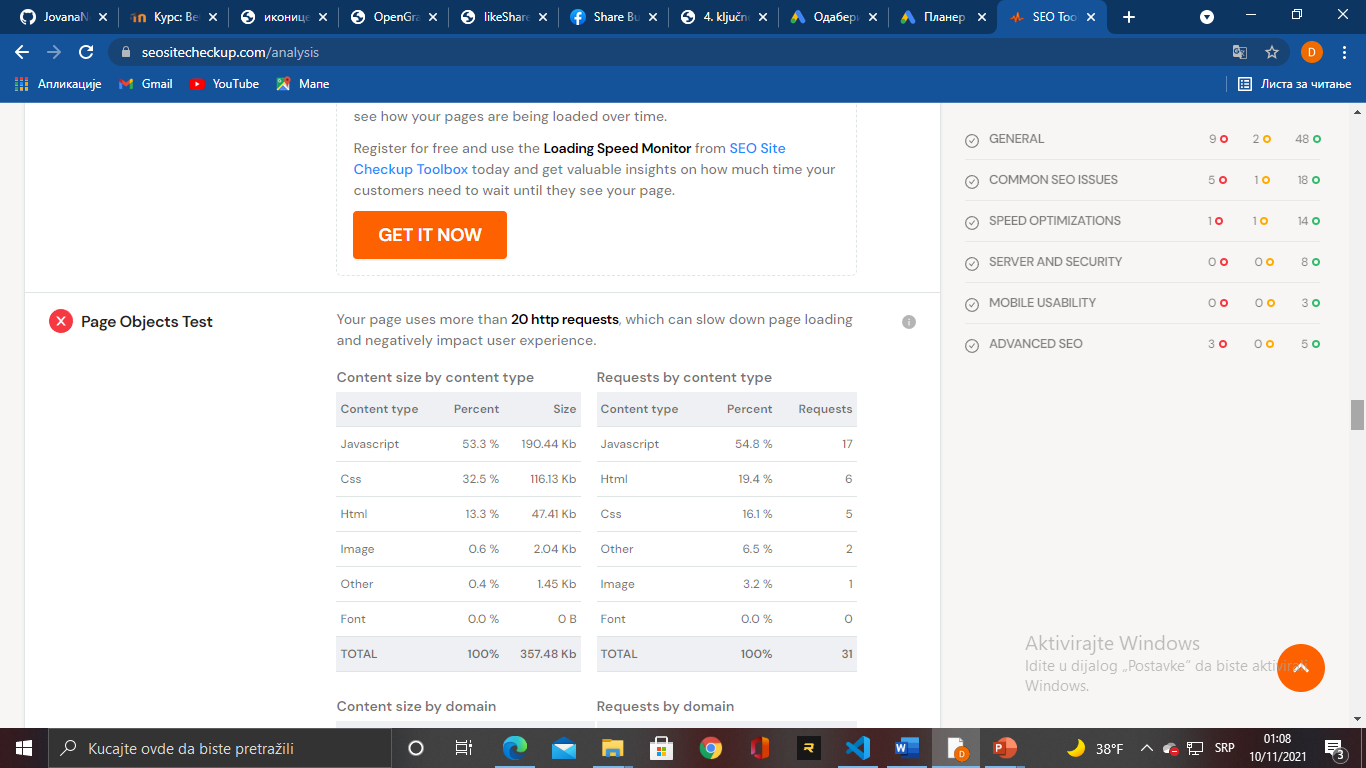 JovanaN
Курс: Ве
иконице
OpenGra
likeShare
Share Bu
4. ključn
Одабери
Планер
SEO Too
seositecheckup.com/analysis
D
Апликације
Gmail
YouTube
Мапе
Листа за читање
see how your pages are being loaded over time.
Register for free and use the Loading Speed Monitor from SEO Site
Checkup Toolbox today and get valuable insights on how much time your
customers need to wait until they see your page.
GET IT NOW
GENERAL 9 2 48
COMMON SEO ISSUES 5 1 18
SPEED OPTIMIZATIONS 1 1 14
SERVER AND SECURITY 0 0 8
MOBILE USABILITY 0 0 3
ADVANCED SEO 3 0 5
Page Objects Test
Your page uses more than 20 http requests, which can slow down page loading
and negatively impact user experience.
Content size by content type
Content type Percent Size
Javascript 53.3 % 190.44 Kb
Css 32.5 % 116.13 Kb
Html 13.3 % 47.41 Kb
Image 0.6 % 2.04 Kb
Other 0.4 % 1.45 Kb
Font 0.0 % 0 B
TOTAL 100% 357.48 Kb
Requests by content type
Content type Percent Requests
Javascript 54.8 % 17
Html 19.4 % 6
Css 16.1 % 5
Other 6.5 % 2
Image 3.2 % 1
Font 0.0 % 0
TOTAL 100% 31
Content size by domain
Requests by domain
Aktivirajte Windows
Idite u dijalog „Postavke“ da biste aktivirali
Windows.
Kucajte ovde da biste pretražili
38°F
SRP
01:08
10/11/2021
3